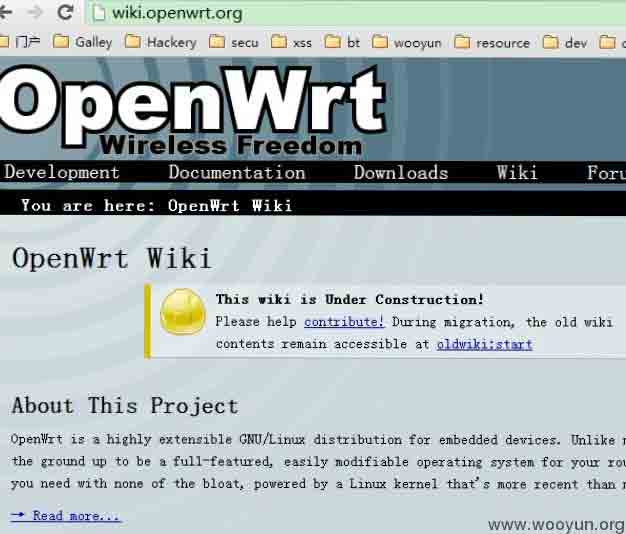 wiki.openwrt.org
门户 Galley Hackery secu xss bt wooyun resource dev
OpenWrt
Wireless Freedom
Development Documentation Downloads Wiki Foru
You are here: OpenWrt Wiki
OpenWrt Wiki
This wiki is Under Construction!
Please help contribute! During migration, the old wiki
contents remain accessible at oldwiki:start
About This Project
OpenWrt is a highly extensible GNU/Linux distribution for embedded devices. Unlike
the ground up to be a full-featured, easily modifiable operating system for your rou
you need with none of the bloat, powered by a Linux kernel that's more recent than
→ Read more...
www.wooyun.org